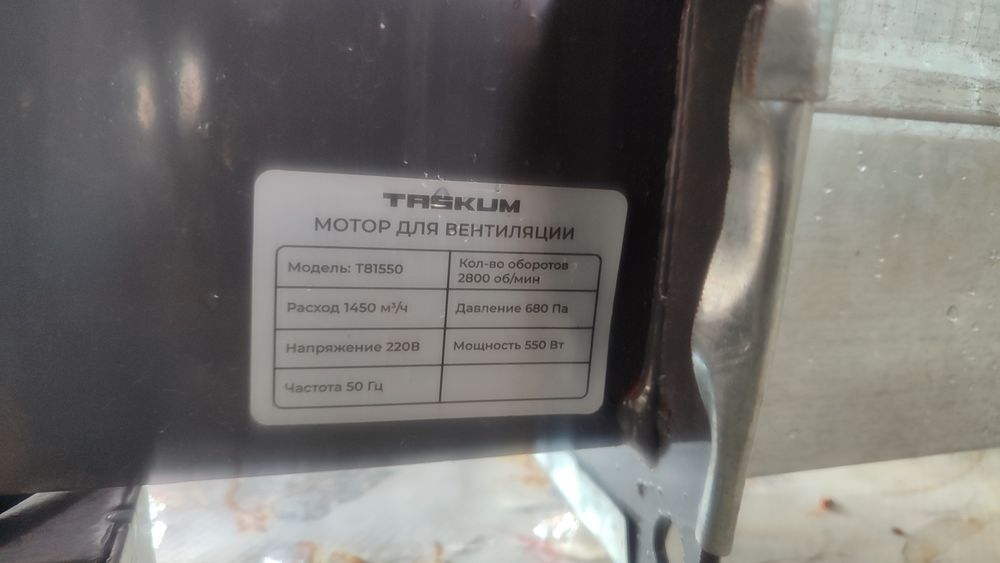 TASKUM
МОТОР ДЛЯ ВЕНТИЛЯЦИИ
Модель: T81550
Кол-во оборотов
2800 об/мин
Расход 1450 м³/ч
Давление 680 Па
Напряжение 220В
Мощность 550 Вт
Частота 50 Гц